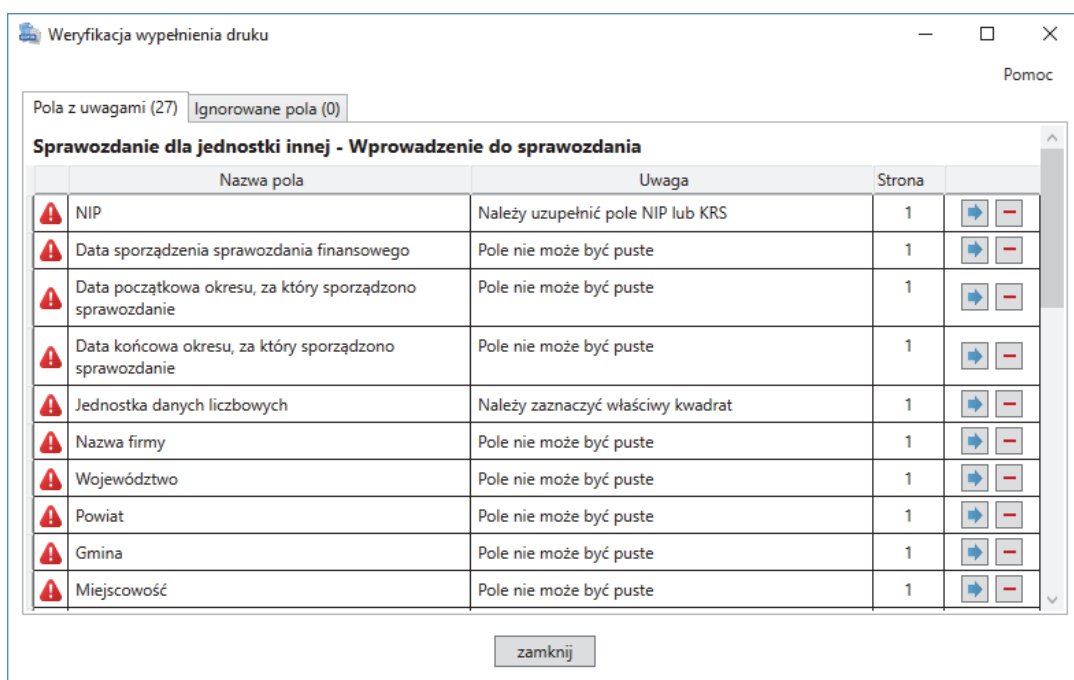 Weryfikacja wypełnienia druku
Pomoc
Pola z uwagami (27) Ignorowane pola (0)
Sprawozdanie dla jednostki innej - Wprowadzenie do sprawozdania
Nazwa pola Uwaga Strona
NIP Należy uzupełnić pole NIP lub KRS 1
Data sporządzenia sprawozdania finansowego Pole nie może być puste 1
Data początkowa okresu, za który sporządzono Pole nie może być puste 1
sprawozdanie
Data końcowa okresu, za który sporządzono Pole nie może być puste 1
sprawozdanie
Jednostka danych liczbowych Należy zaznaczyć właściwy kwadrat 1
Nazwa firmy Pole nie może być puste 1
Województwo Pole nie może być puste 1
Powiat Pole nie może być puste 1
Gmina Pole nie może być puste 1
Miejscowość Pole nie może być puste 1
zamknij